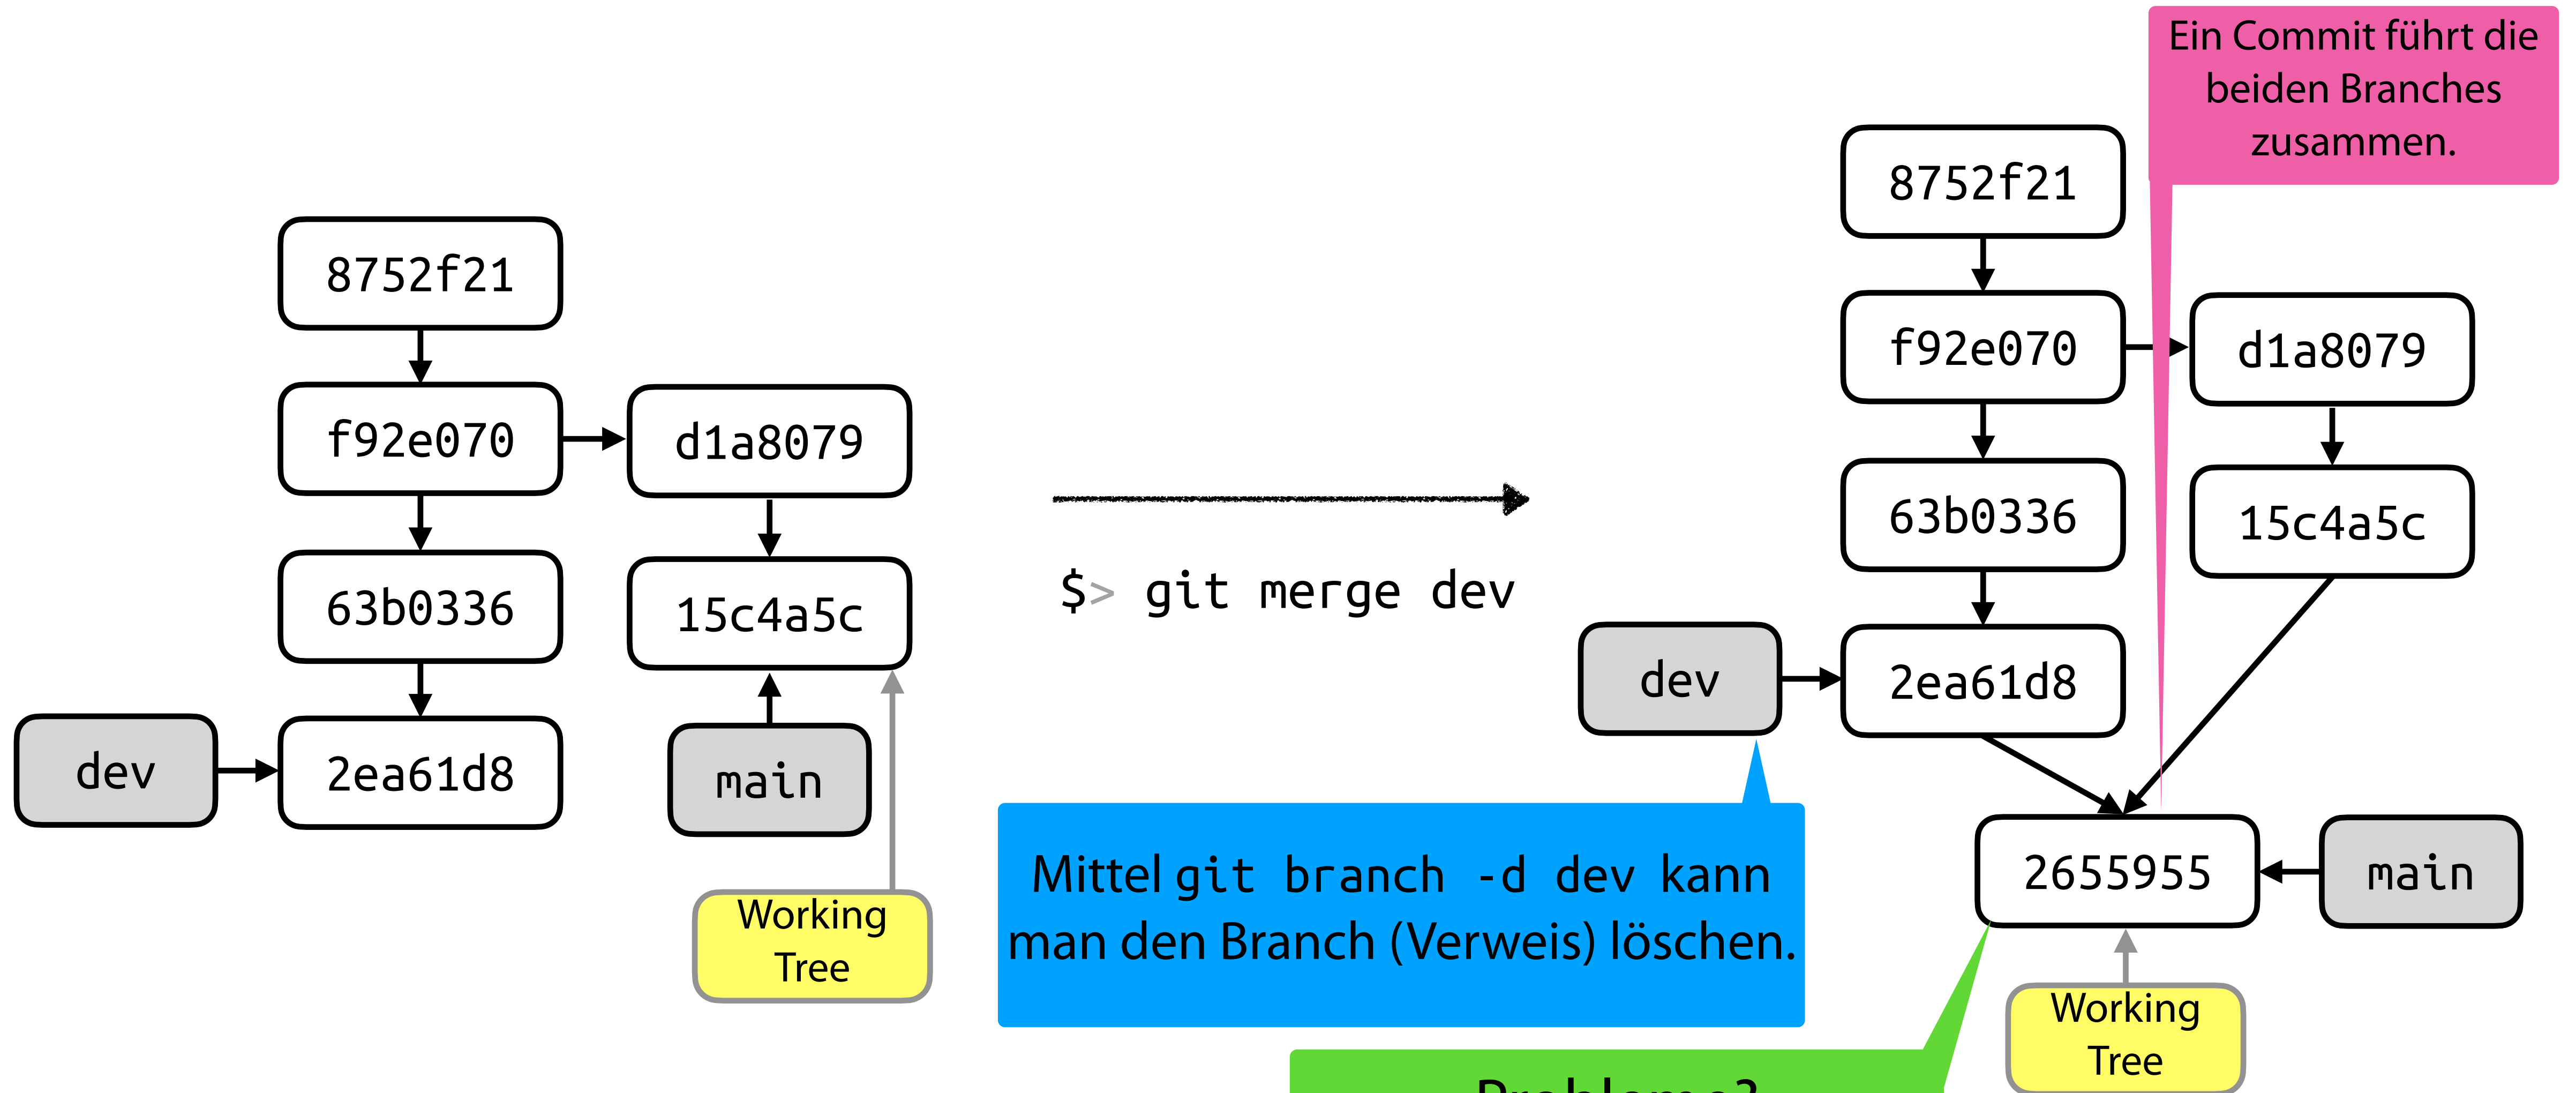 8752f21
f92e070
d1a8079
63b0336
15c4a5c
dev
2ea61d8
main
Working
Tree
$> git merge dev
Ein Commit führt die
beiden Branches
zusammen.
8752f21
f92e070
d1a8079
63b0336
15c4a5c
dev
2ea61d8
Mittel git branch -d dev kann
man den Branch (Verweis) löschen.
2655955
main
Working
Tree
Probleme?